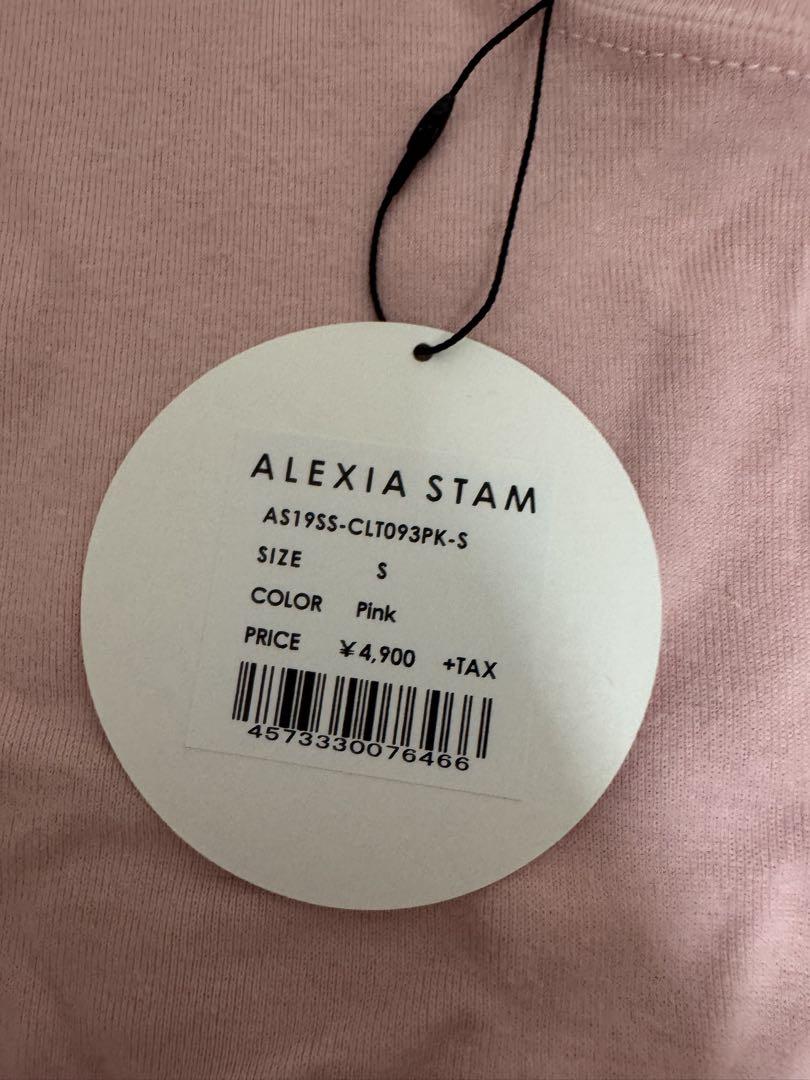 ALEXIA STAM
AS19SS-CLT093PK-S
SIZE S
COLOR Pink
PRICE ¥4,900 +TAX
4573330076466